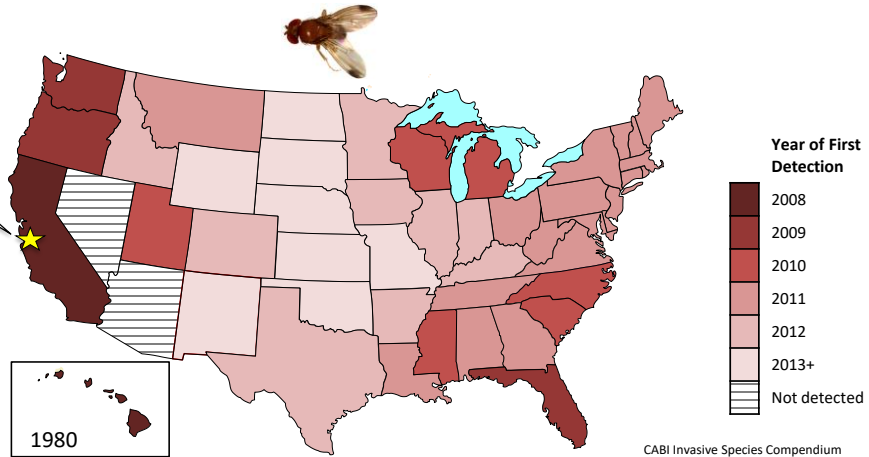 Year of First
Detection
2008
2009
2010
2011
2012
2013+
Not detected
1980
CABI Invasive Species Compendium